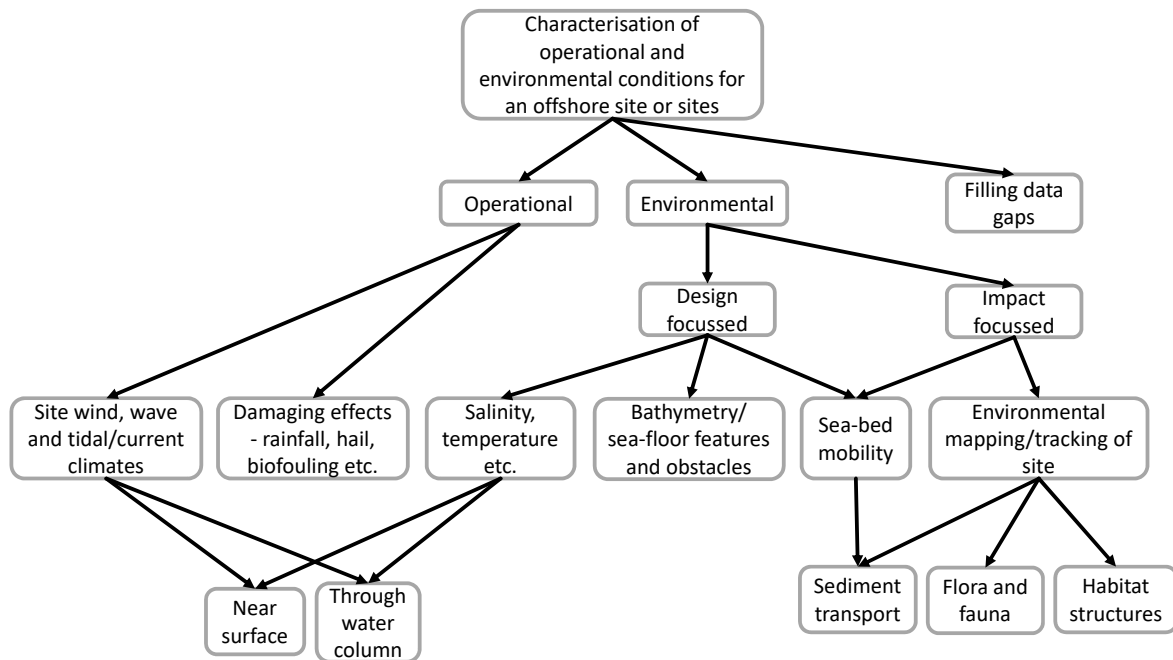 Characterisation of
operational and
environmental conditions for
an offshore site or sites
Operational
Environmental
Filling data
gaps
Design
focussed
Impact
focussed
Site wind, wave
and tidal/current
climates
Damaging effects
- rainfall, hail,
biofouling etc.
Salinity,
temperature
etc.
Bathymetry/
sea-floor features
and obstacles
Sea-bed
mobility
Environmental
mapping/tracking of
site
Near
surface
Through
water
column
Sediment
transport
Flora and
fauna
Habitat
structures